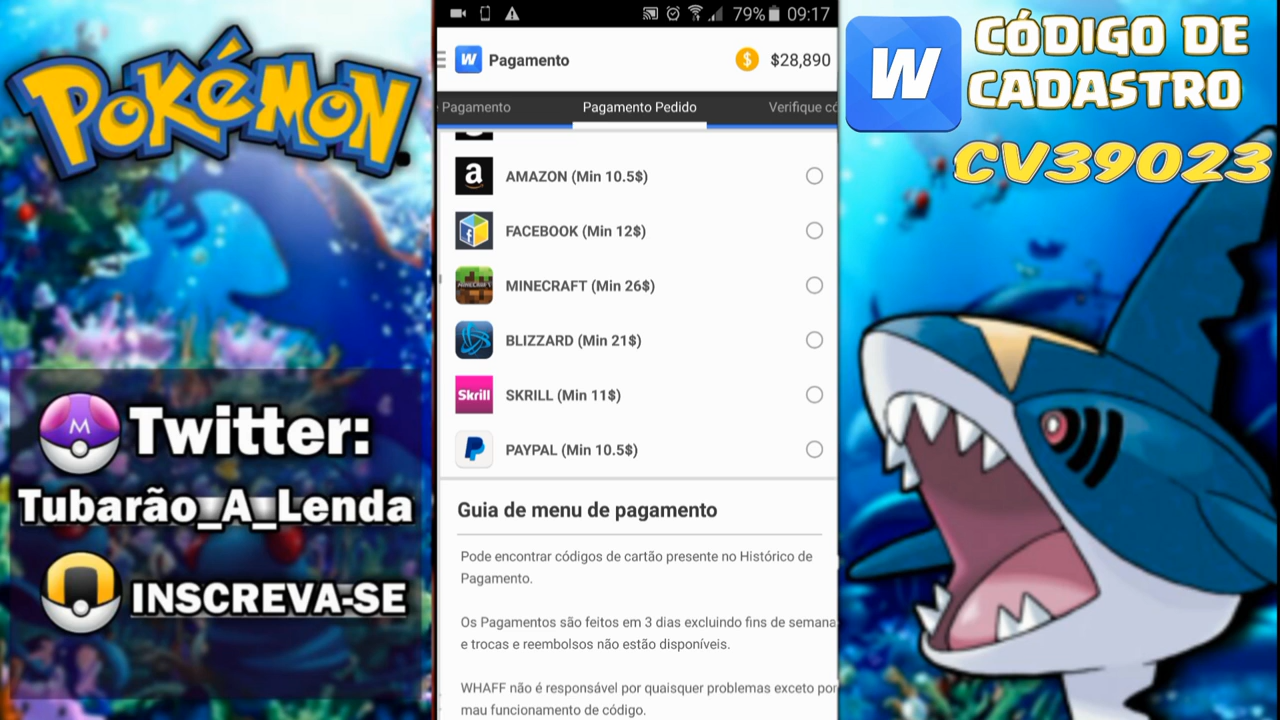 POKéMON
Twitter:
Tubarão_A_Lenda
INSCREVA-SE
79% 09:17
W Pagamento $28,890
Pagamento Pagamento Pedido Verifique có
AMAZON (Min 10.5$)
FACEBOOK (Min 12$)
MINECRAFT (Min 26$)
BLIZZARD (Min 21$)
Skrill SKRILL (Min 11$)
PAYPAL (Min 10.5$)
Guia de menu de pagamento
Pode encontrar códigos de cartão presente no Histórico de
Pagamento.
Os Pagamentos são feitos em 3 dias excluindo fins de semana
e trocas e reembolsos não estão disponíveis.
WHAFF não é responsável por quaisquer problemas exceto por
mau funcionamento de código.
W
CÓDIGO DE
CADASTRO
CV39023